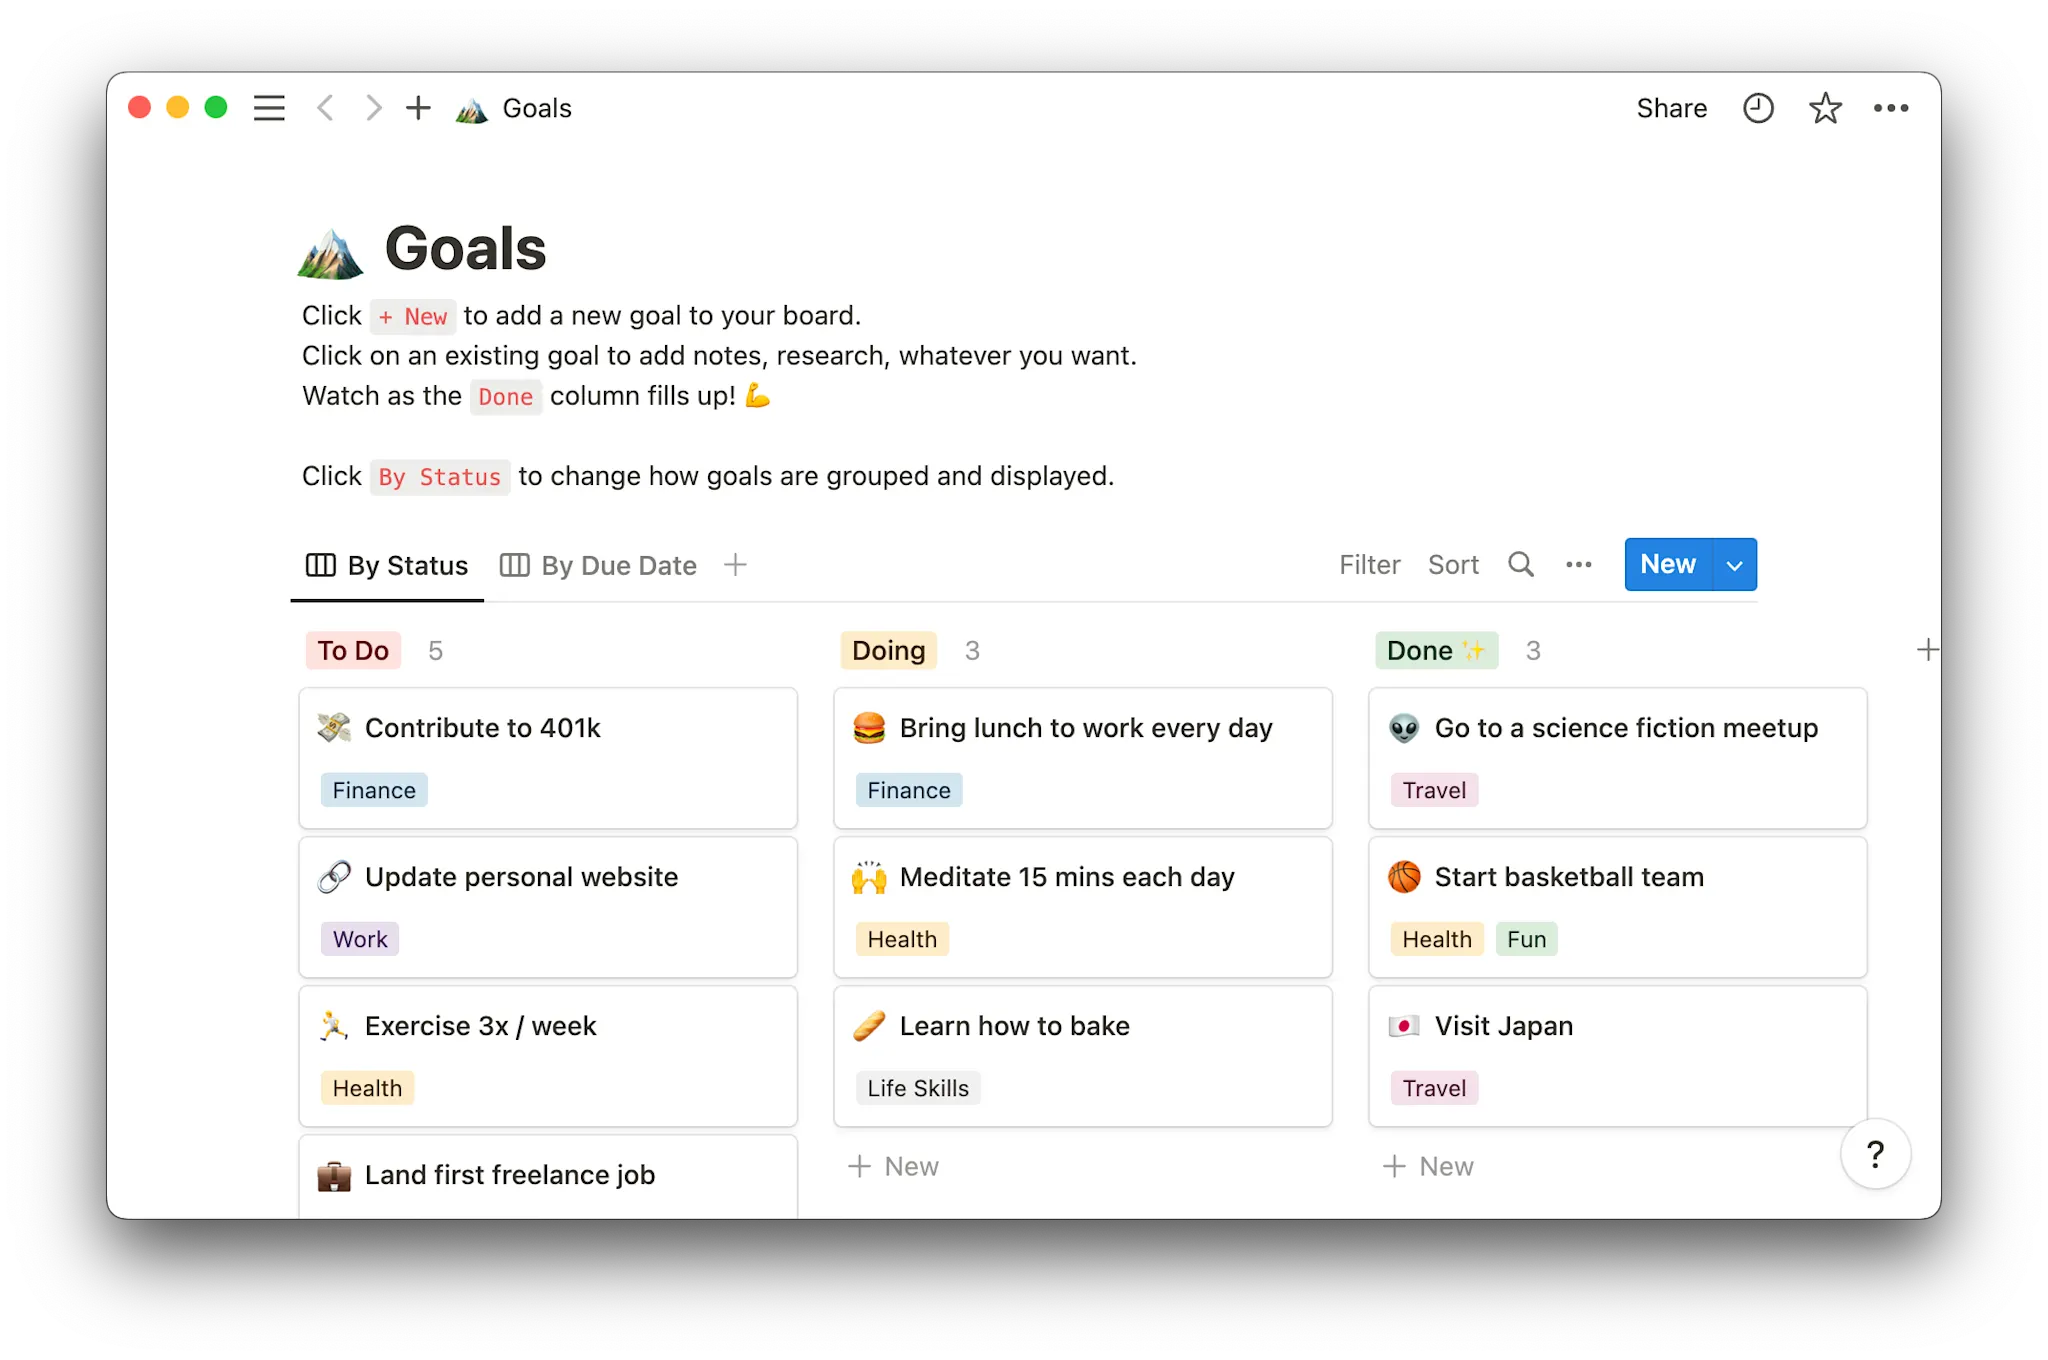 Goals
Share
Goals
Click + New to add a new goal to your board.
Click on an existing goal to add notes, research, whatever you want.
Watch as the Done column fills up! 💪
Click By Status to change how goals are grouped and displayed.
By Status
By Due Date
Filter
Sort
New
To Do 5
Contribute to 401k
Finance
Update personal website
Work
Exercise 3x / week
Health
Land first freelance job
Doing 3
Bring lunch to work every day
Finance
Meditate 15 mins each day
Health
Learn how to bake
Life Skills
+ New
Done ✨ 3
Go to a science fiction meetup
Travel
Start basketball team
Health Fun
Visit Japan
Travel
+ New
?